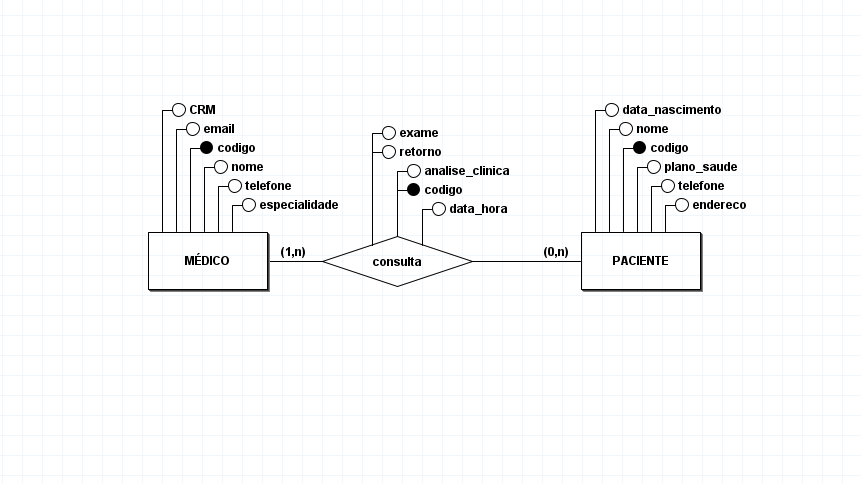 CRM
email
codigo
nome
telefone
especialidade
MÉDICO
(1,n)
exame
retorno
analise_clinica
codigo
data_hora
consulta
(0,n)
data_nascimento
nome
codigo
plano_saude
telefone
endereco
PACIENTE